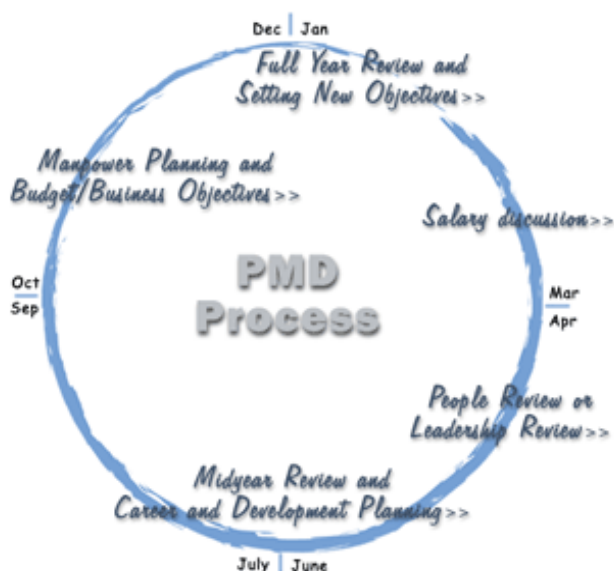 Dec | Jan
Full Year Review and
Setting New Objectives>>
Manpower Planning and
Budget/Business Objectives>>
Salary discussion>>
PMD
Process
Oct
Sep
Mar
Apr
People Review or
Leadership Review>>
Midyear Review and
Career and Development Planning>>
July | June